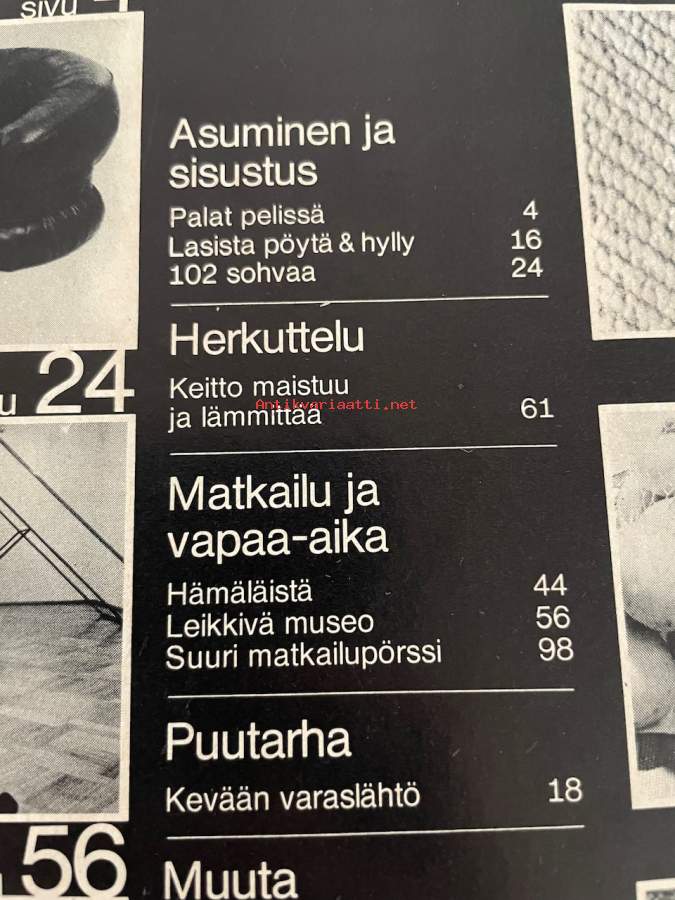 sivu
Asuminen ja
sisustus
Palat pelissä 4
Lasista pöytä & hylly 16
102 sohvaa 24
Herkuttelu
24
Keitto maistuu
ja lämmittää 61
Antikvariaatti.net
Matkailu ja
vapaa-aika
Hämäläistä 44
Leikkivä museo 56
Suuri matkailupörssi 98
Puutarha
Kevään varaslähtö 18
56
Muuta